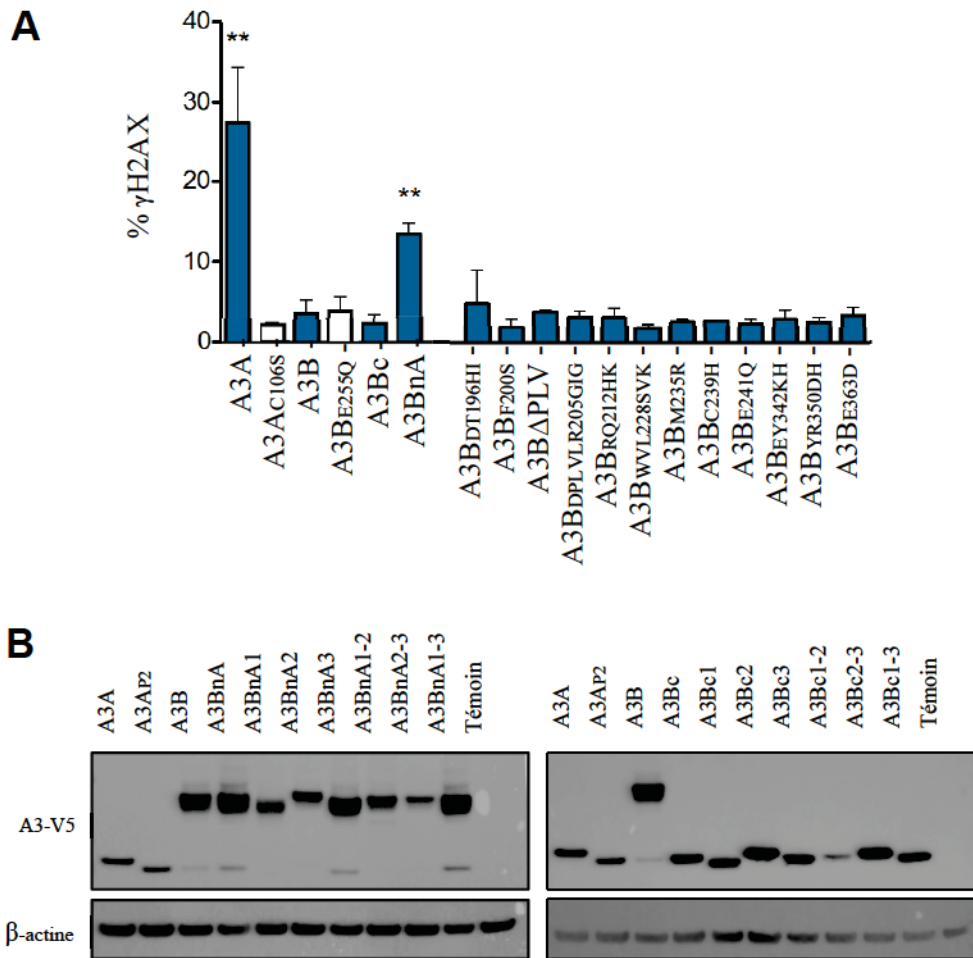 A
40
30
20
10
0
% γH2AX
**
**
A3A
A3AC106S
A3B
A3BE255Q
A3Bc
A3BnA
A3BDT196HI
A3BF200S
A3BΔPLV
A3BDPLVLR205GIG
A3BRQ212HK
A3BWVL228SVK
A3BM235R
A3BC239H
A3BE241Q
A3BEY342KH
A3BYR350DH
A3BE363D
B
A3A
A3AP2
A3B
A3BnA
A3BnA1
A3BnA2
A3BnA3
A3BnA1-2
A3BnA2-3
A3BnA1-3
Témoin
A3A
A3AP2
A3B
A3Bc
A3Bc1
A3Bc2
A3Bc3
A3Bc1-2
A3Bc2-3
A3Bc1-3
Témoin
A3-V5
β-actine